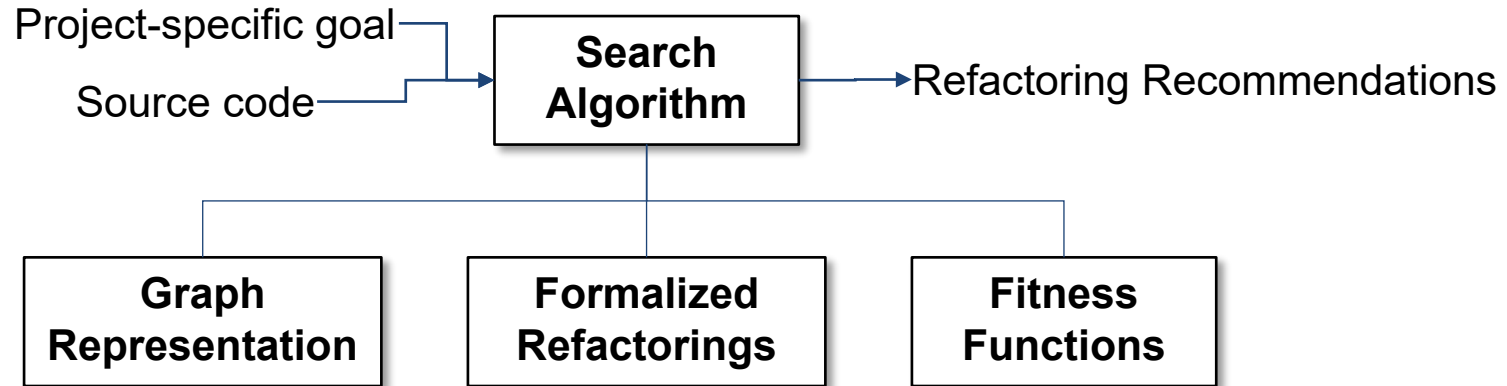 Project-specific goal
Source code
Search
Algorithm
Refactoring Recommendations
Graph
Representation
Formalized
Refactorings
Fitness
Functions